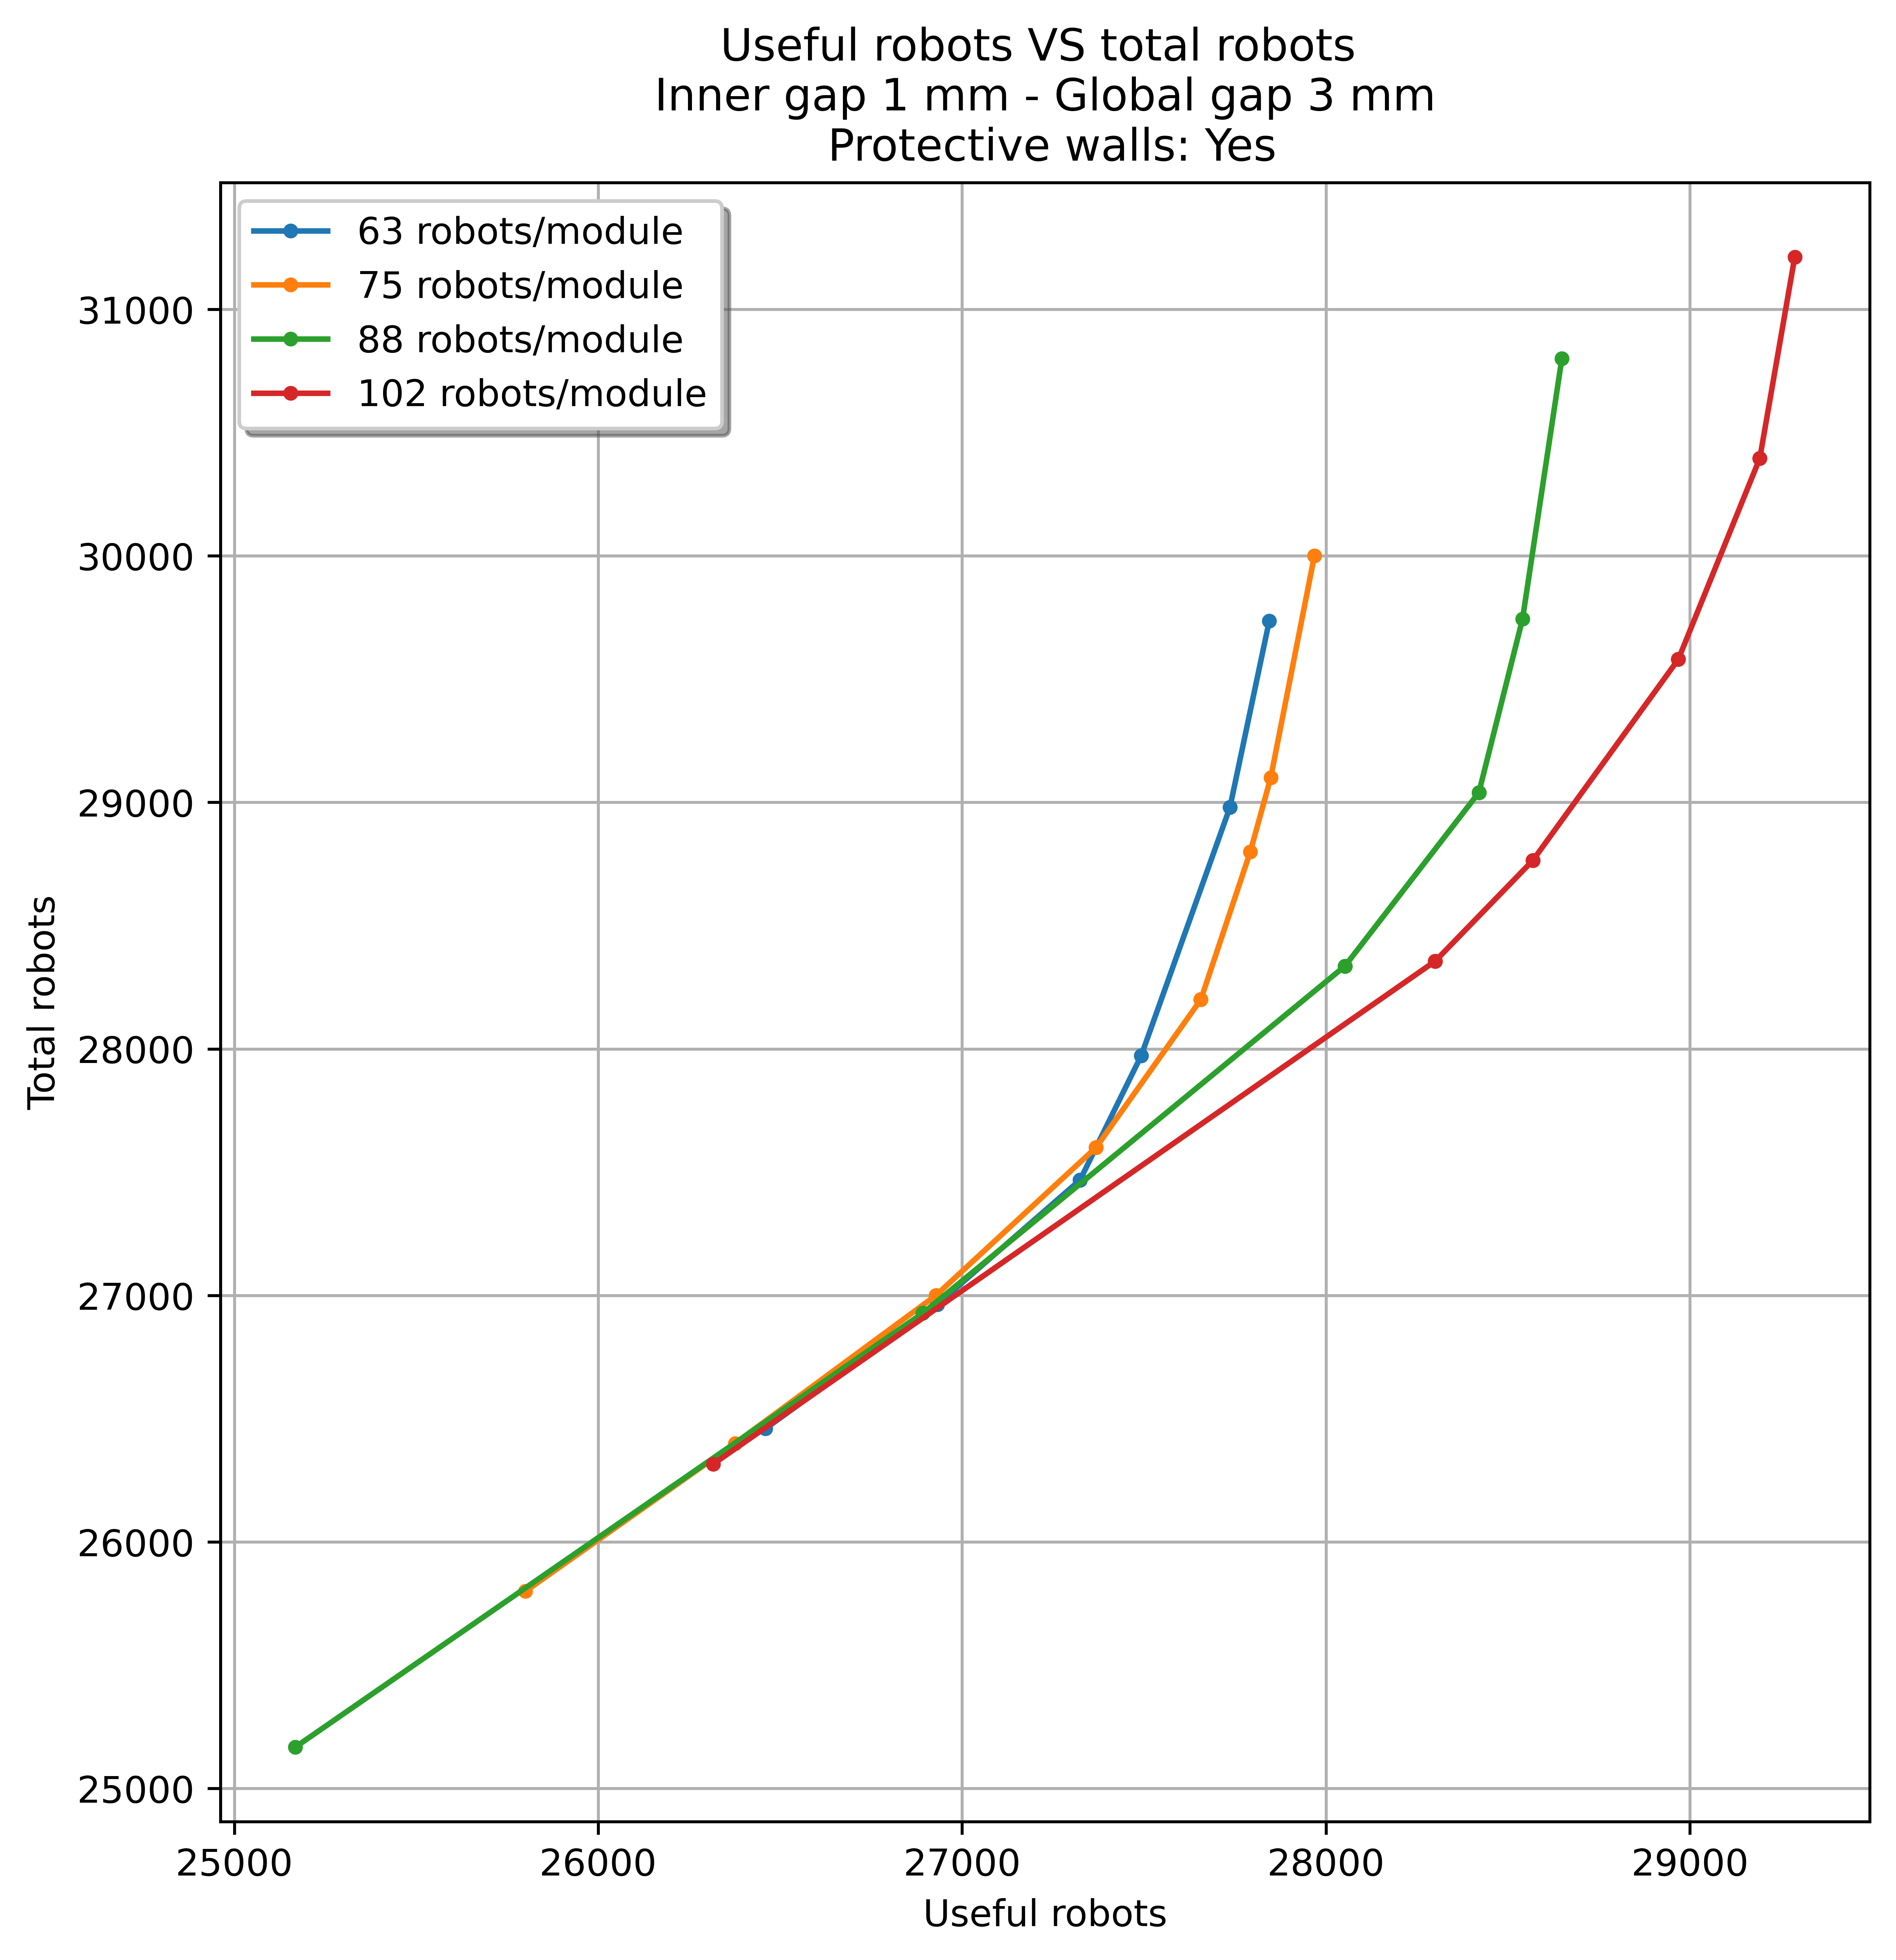 Useful robots VS total robots
Inner gap 1 mm - Global gap 3 mm
Protective walls: Yes
63 robots/module
75 robots/module
88 robots/module
102 robots/module
31000
30000
29000
28000
27000
26000
25000
Total robots
25000 26000 27000 28000 29000
Useful robots